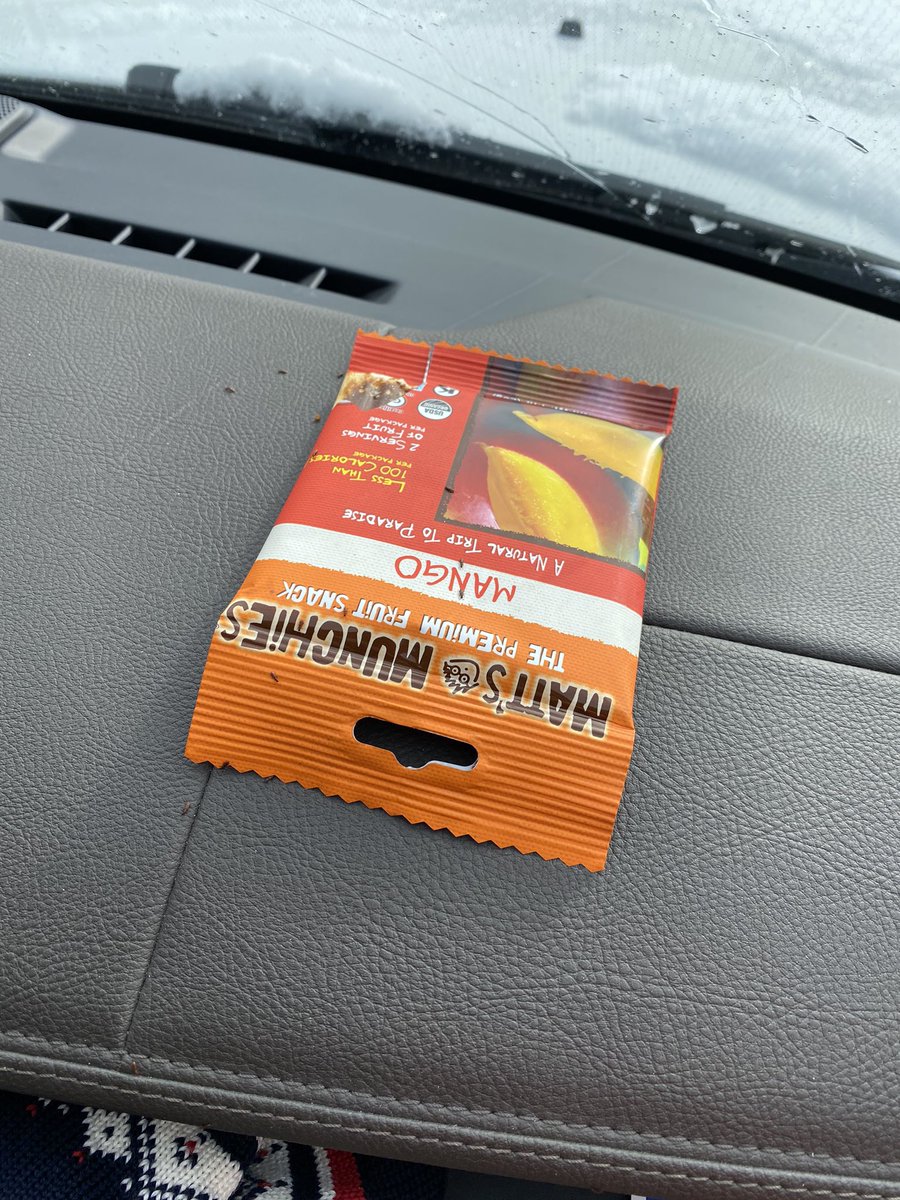 MATT'S MUNCHiES
THE PREMIUM FRUIT SNACK
MANGO
A NATURAL TRIP TO PARADISE
LESS THAN
100 CALORIES
PER PACKAGE
2 SERVINGS
OF FRUIT
PER PACKAGE
USDA
ORGANIC
K